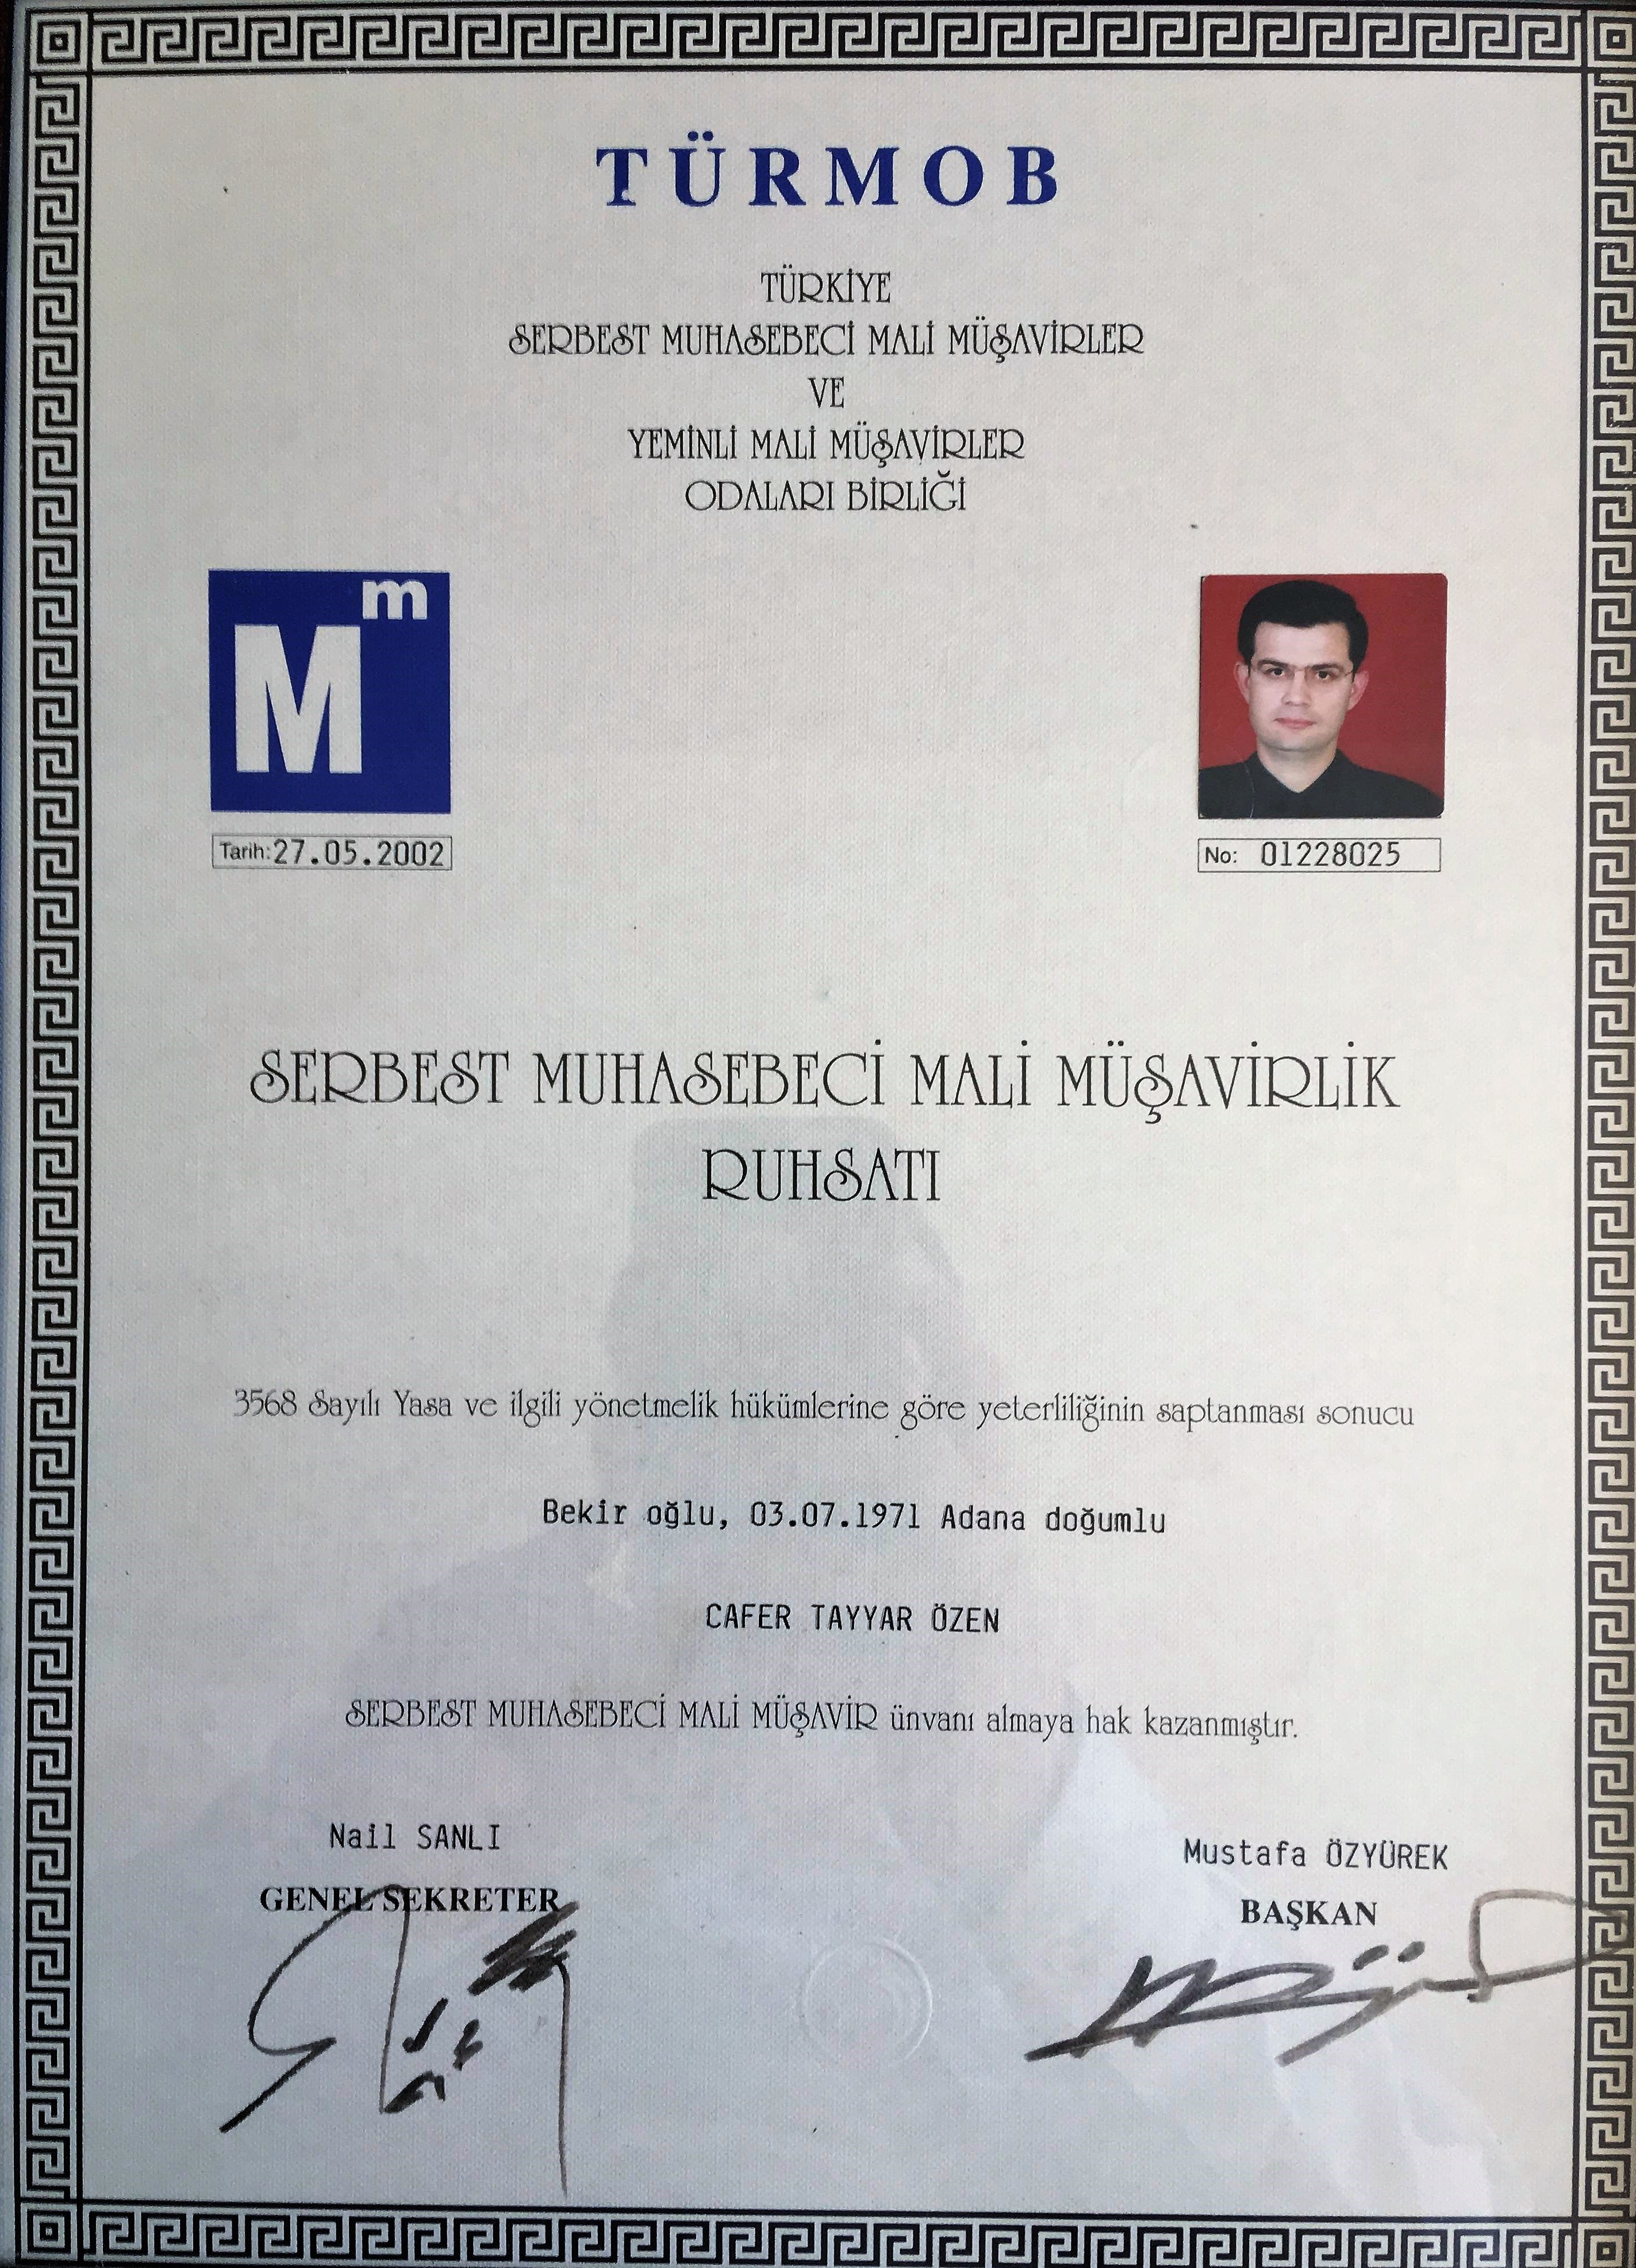 TÜRMOB
TÜRKİYE
SERBEST MUHASEBECİ MALİ MÜŞAVİRLER
VE
YEMİNLİ MALİ MÜŞAVİRLER
ODALARI BİRLİĞİ
Mm
Tarih: 27.05.2002
No: 01228025
SERBEST MUHASEBECİ MALİ MÜŞAVİRLİK
RUHSATI
3568 Sayılı Yasa ve ilgili yönetmelik hükümlerine göre yeterliliğinin saptanması sonucu
Bekir oğlu, 03.07.1971 Adana doğumlu
CAFER TAYYAR ÖZEN
SERBEST MUHASEBECİ MALİ MÜŞAVİR ünvanı almaya hak kazanmıştır.
Nail SANLI
GENEL SEKRETER
Mustafa ÖZYÜREK
BAŞKAN